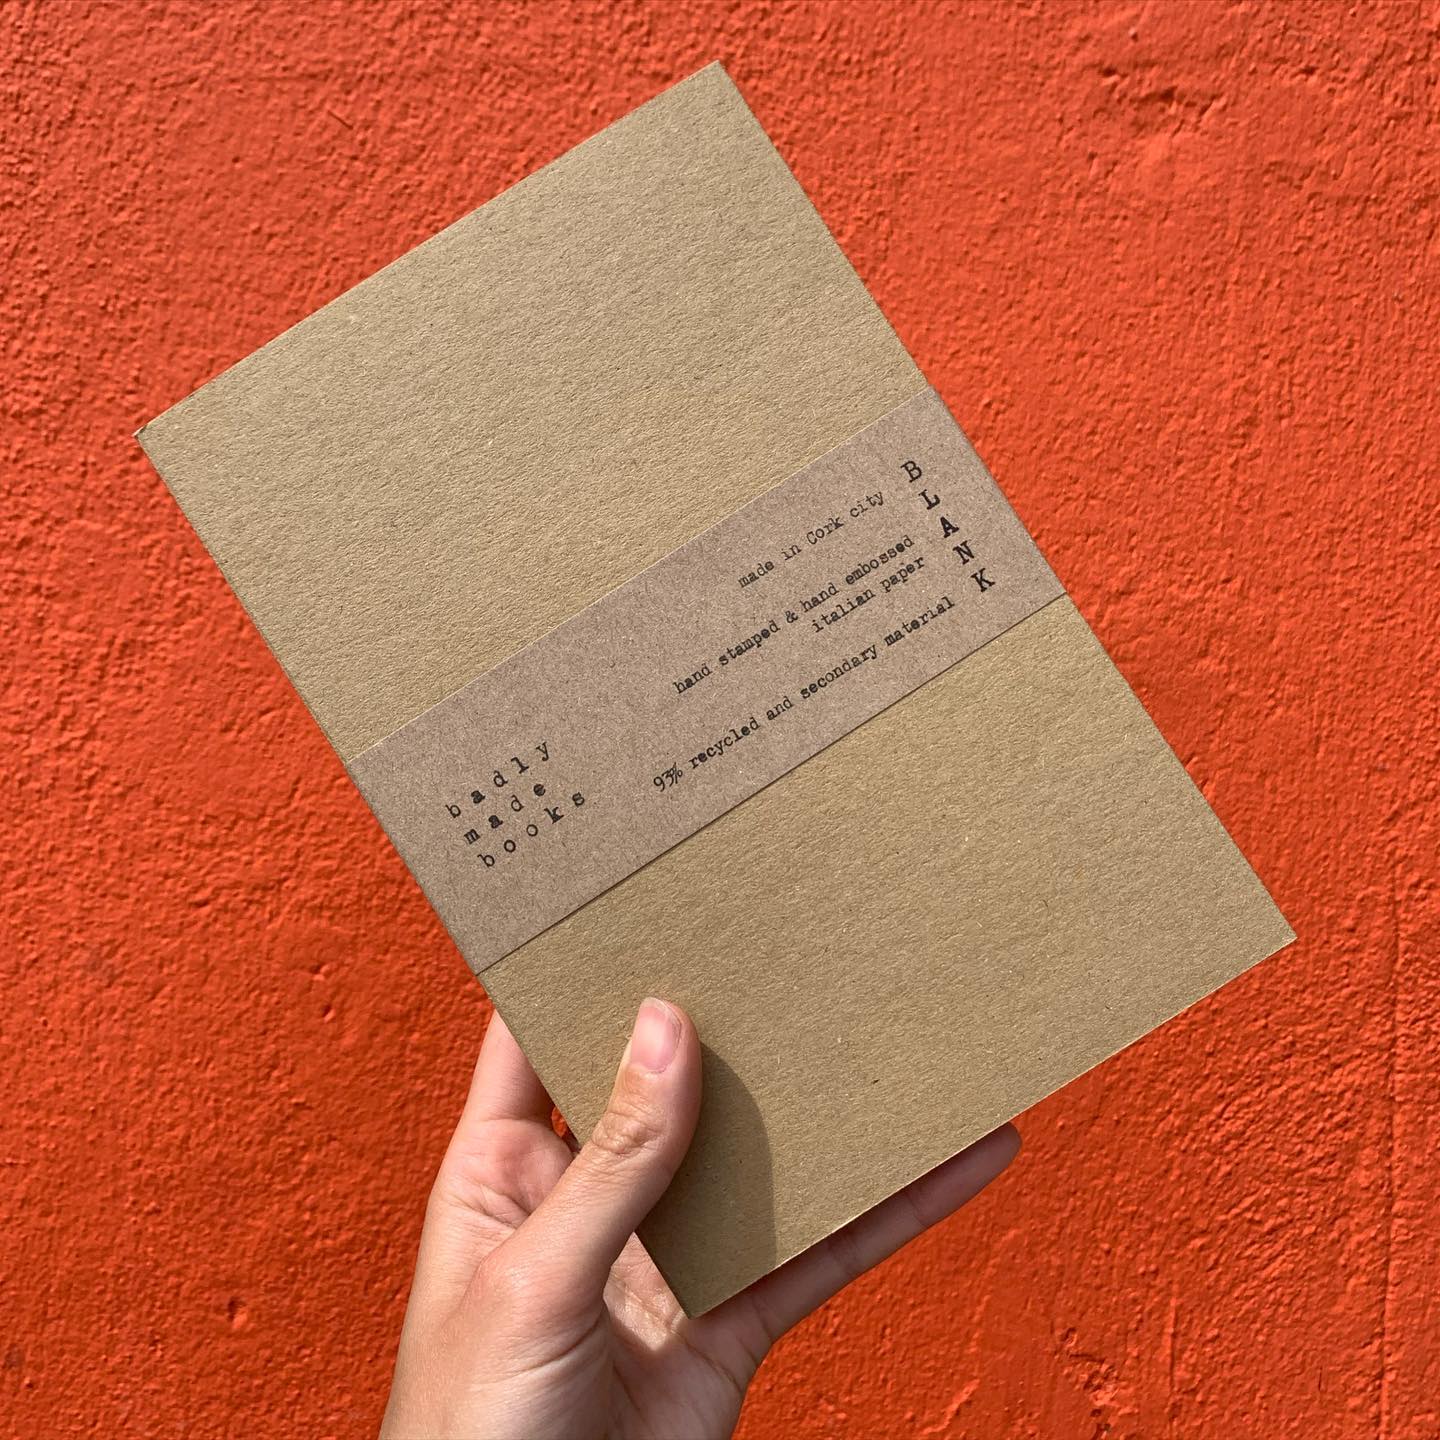 badly
made
books
made in Cork city
hand stamped & hand embossed
italian paper
93% recycled and secondary material
BLANK